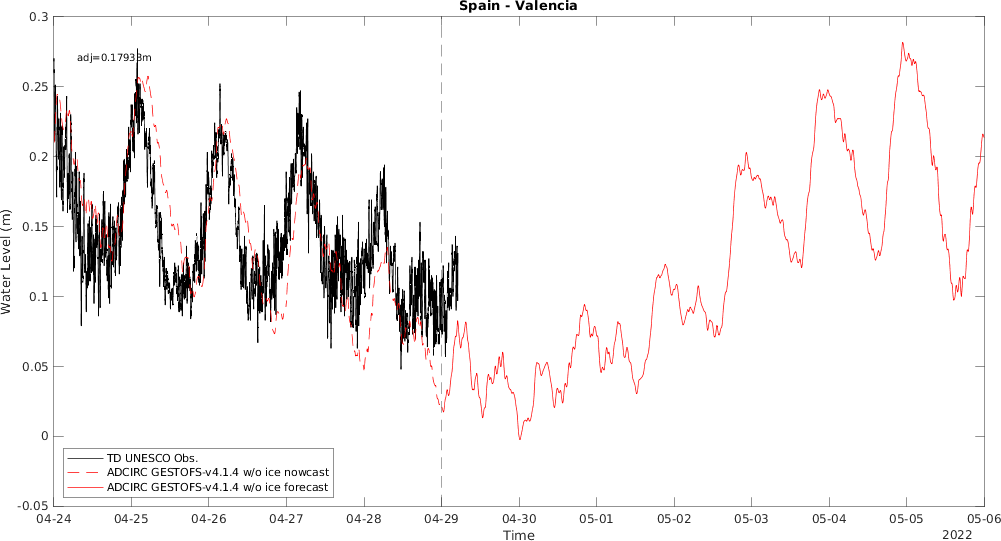 Spain - Valencia
0.3
adj=0.17933m
0.25
0.2
0.15
0.1
0.05
0
-0.05
Water Level (m)
TD UNESCO Obs.
ADCIRC GESTOFS-v4.1.4 w/o ice nowcast
ADCIRC GESTOFS-v4.1.4 w/o ice forecast
04-24 04-25 04-26 04-27 04-28 04-29 04-30 05-01 05-02 05-03 05-04 05-05 05-06
Time
2022